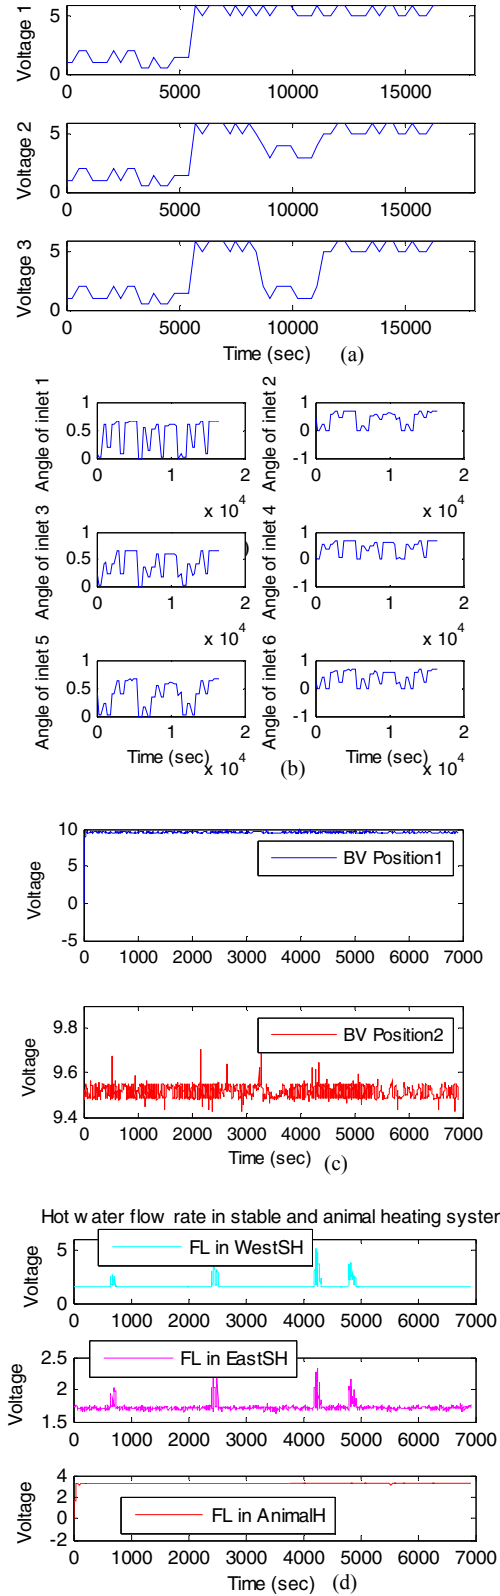 5
0
Voltage 1
0 5000 10000 15000
5
0
Voltage 2
0 5000 10000 15000
5
0
Voltage 3
0 5000 10000 15000
Time (sec) (a)
1
0.5
0
Angle of inlet 1
0 1 2
x 10^4
1
0
-1
Angle of inlet 2
0 1 2
x 10^4
1
0.5
0
Angle of inlet 3
0 1 2
x 10^4
)
1
0
-1
Angle of inlet 4
0 1 2
x 10^4
1
0.5
0
Angle of inlet 5
0 1 2
Time (sec)
x 10^4
(b)
1
0
-1
Angle of inlet 6
0 1 2
Time (sec)
x 10^4
10
5
0
-5
Voltage
BV Position1
0 1000 2000 3000 4000 5000 6000 7000
9.8
9.6
9.4
Voltage
BV Position2
0 1000 2000 3000 4000 5000 6000 7000
Time (sec) (c)
Hot water flow rate in stable and animal heating system
5
0
Voltage
FL in WestSH
0 1000 2000 3000 4000 5000 6000 7000
2.5
2
1.5
Voltage
FL in EastSH
0 1000 2000 3000 4000 5000 6000 7000
4
2
0
-2
Voltage
FL in AnimalH
0 1000 2000 3000 4000 5000 6000 7000
Time (sec) (d)